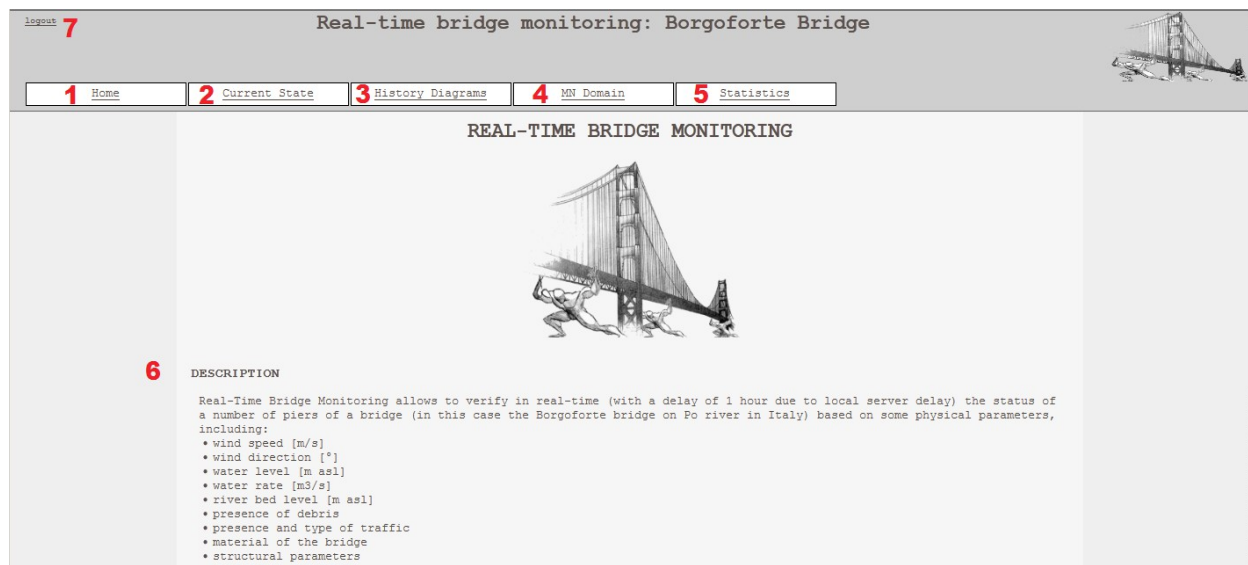 logout 7
Real-time bridge monitoring: Borgoforte Bridge
1 Home
2 Current State
3 History Diagrams
4 MN Domain
5 Statistics
REAL-TIME BRIDGE MONITORING
6 DESCRIPTION
Real-Time Bridge Monitoring allows to verify in real-time (with a delay of 1 hour due to local server delay) the status of
a number of piers of a bridge (in this case the Borgoforte bridge on Po river in Italy) based on some physical parameters,
including:
• wind speed [m/s]
• wind direction [°]
• water level [m asl]
• water rate [m3/s]
• river bed level [m asl]
• presence of debris
• presence and type of traffic
• material of the bridge
• structural parameters